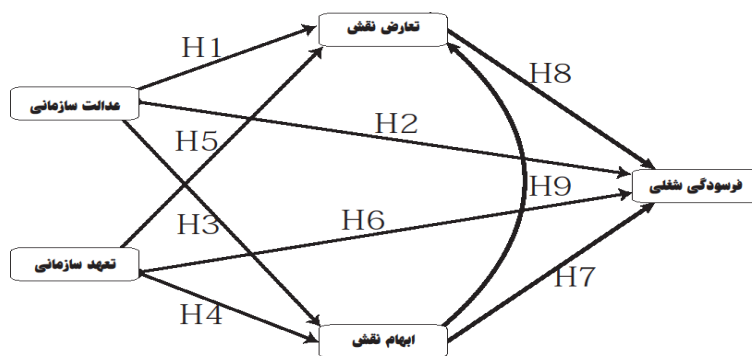 تعارض نقش
H1
H8
عدالت سازمانی
H5
H2
فرسودگی شغلی
H9
H3
H6
تعهد سازمانی
H7
H4
ابهام نقش